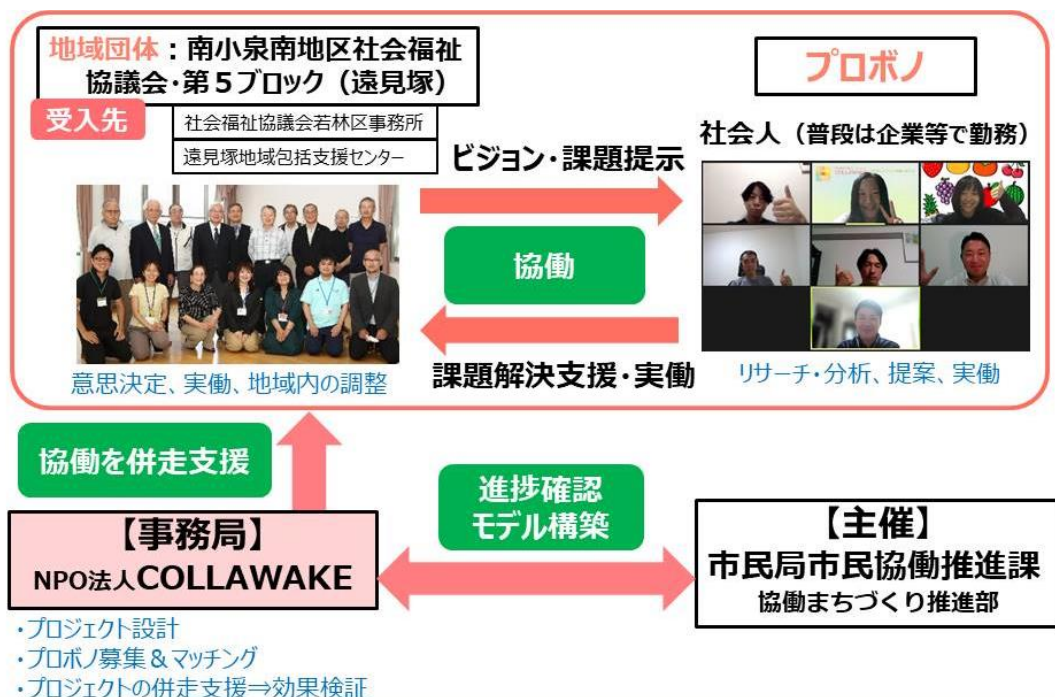 地域団体：南小泉南地区社会福祉
協議会・第５ブロック（遠見塚）
受入先
社会福祉協議会若林区事務所
遠見塚地域包括支援センター
プロボノ
社会人（普段は企業等で勤務）
ビジョン・課題提示
協働
課題解決支援・実働
意思決定、実働、地域内の調整
リサーチ・分析、提案、実働
協働を併走支援
進捗確認
モデル構築
【事務局】
NPO法人COLLAWAKE
【主催】
市民局市民協働推進課
協働まちづくり推進部
・プロジェクト設計
・プロボノ募集＆マッチング
・プロジェクトの併走支援⇒効果検証